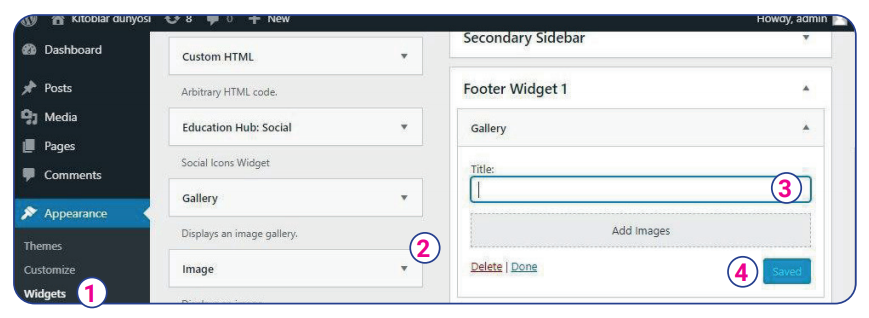 Kitoblar dunyosi 8 0 + New Howdy, admin
Dashboard
Posts
Media
Pages
Comments
Appearance
Themes
Customize
Widgets 1
Custom HTML
Arbitrary HTML code.
Education Hub: Social
Social Icons Widget
Gallery
Displays an image gallery.
2
Image
Secondary Sidebar
Footer Widget 1
Gallery
Title:
3
Add Images
Delete | Done 4 Saved